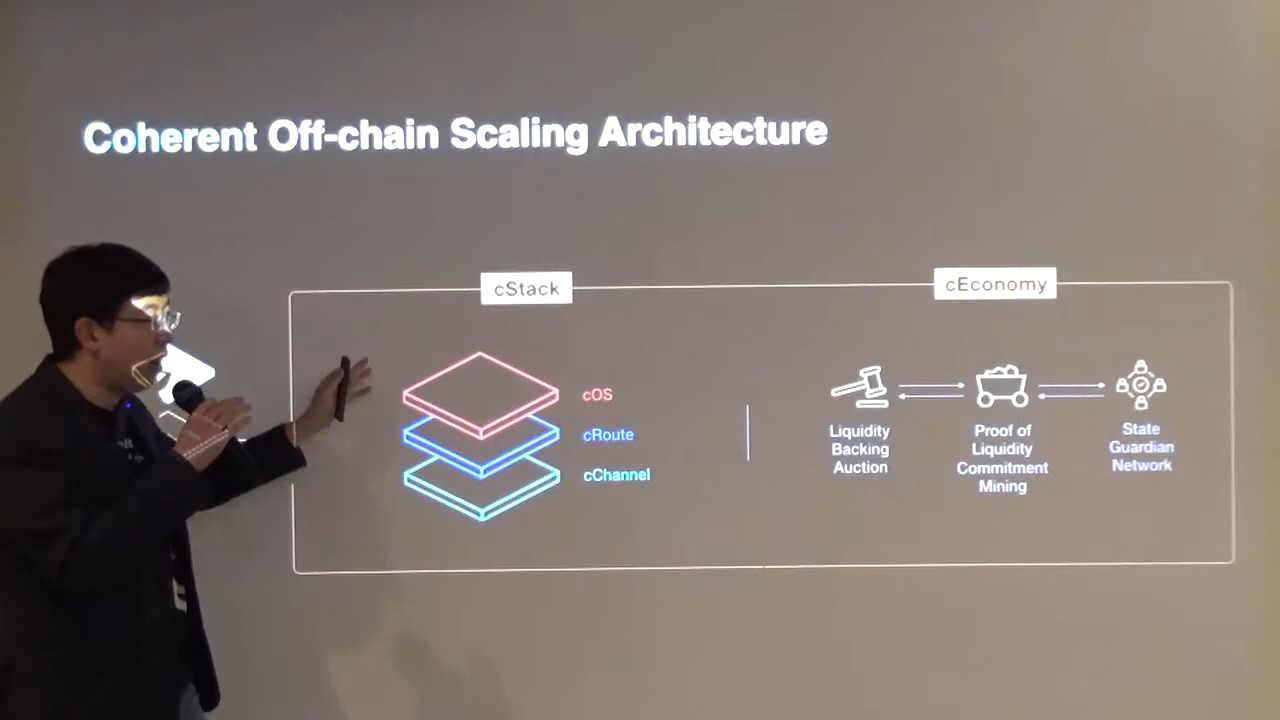 Coherent Off-chain Scaling Architecture
cStack
cOS
cRoute
cChannel
cEconomy
Liquidity
Backing
Auction
Proof of
Liquidity
Commitment
Mining
State
Guardian
Network